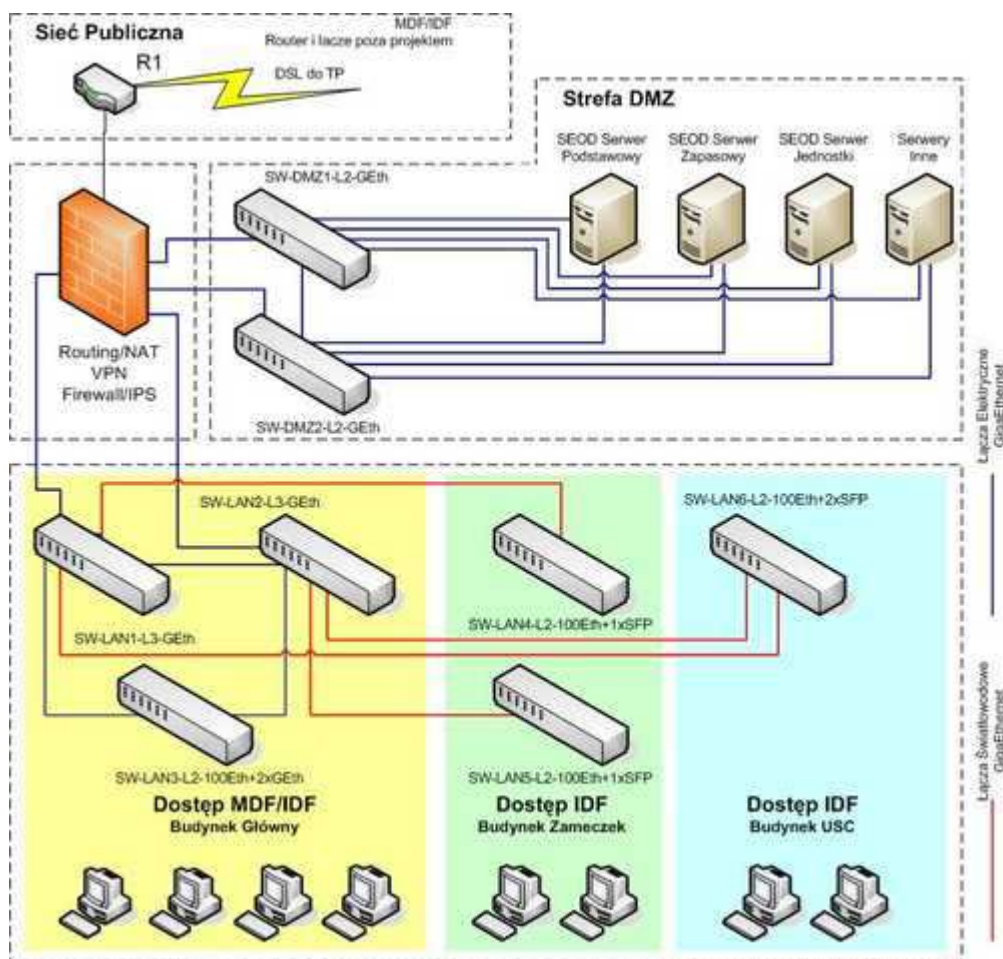 Sieć Publiczna
MDF/IDF
Router i lacze poza projektem
R1
DSL do TP
Strefa DMZ
SEOD Serwer
Podstawowy
SEOD Serwer
Zapasowy
SEOD Serwer
Jednostki
Serwery
Inne
SW-DMZ1-L2-GEth
Routing/NAT
VPN
Firewall/IPS
SW-DMZ2-L2-GEth
Łącza Elektryczne
GigaEthernet
SW-LAN2-L3-GEth
SW-LAN6-L2-100Eth+2xSFP
SW-LAN4-L2-100Eth+1xSFP
SW-LAN1-L3-GEth
Łącza Światłowodowe
GigaEthernet
SW-LAN3-L2-100Eth+2xGEth
SW-LAN5-L2-100Eth+1xSFP
Dostęp MDF/IDF
Budynek Główny
Dostęp IDF
Budynek Zameczek
Dostęp IDF
Budynek USC